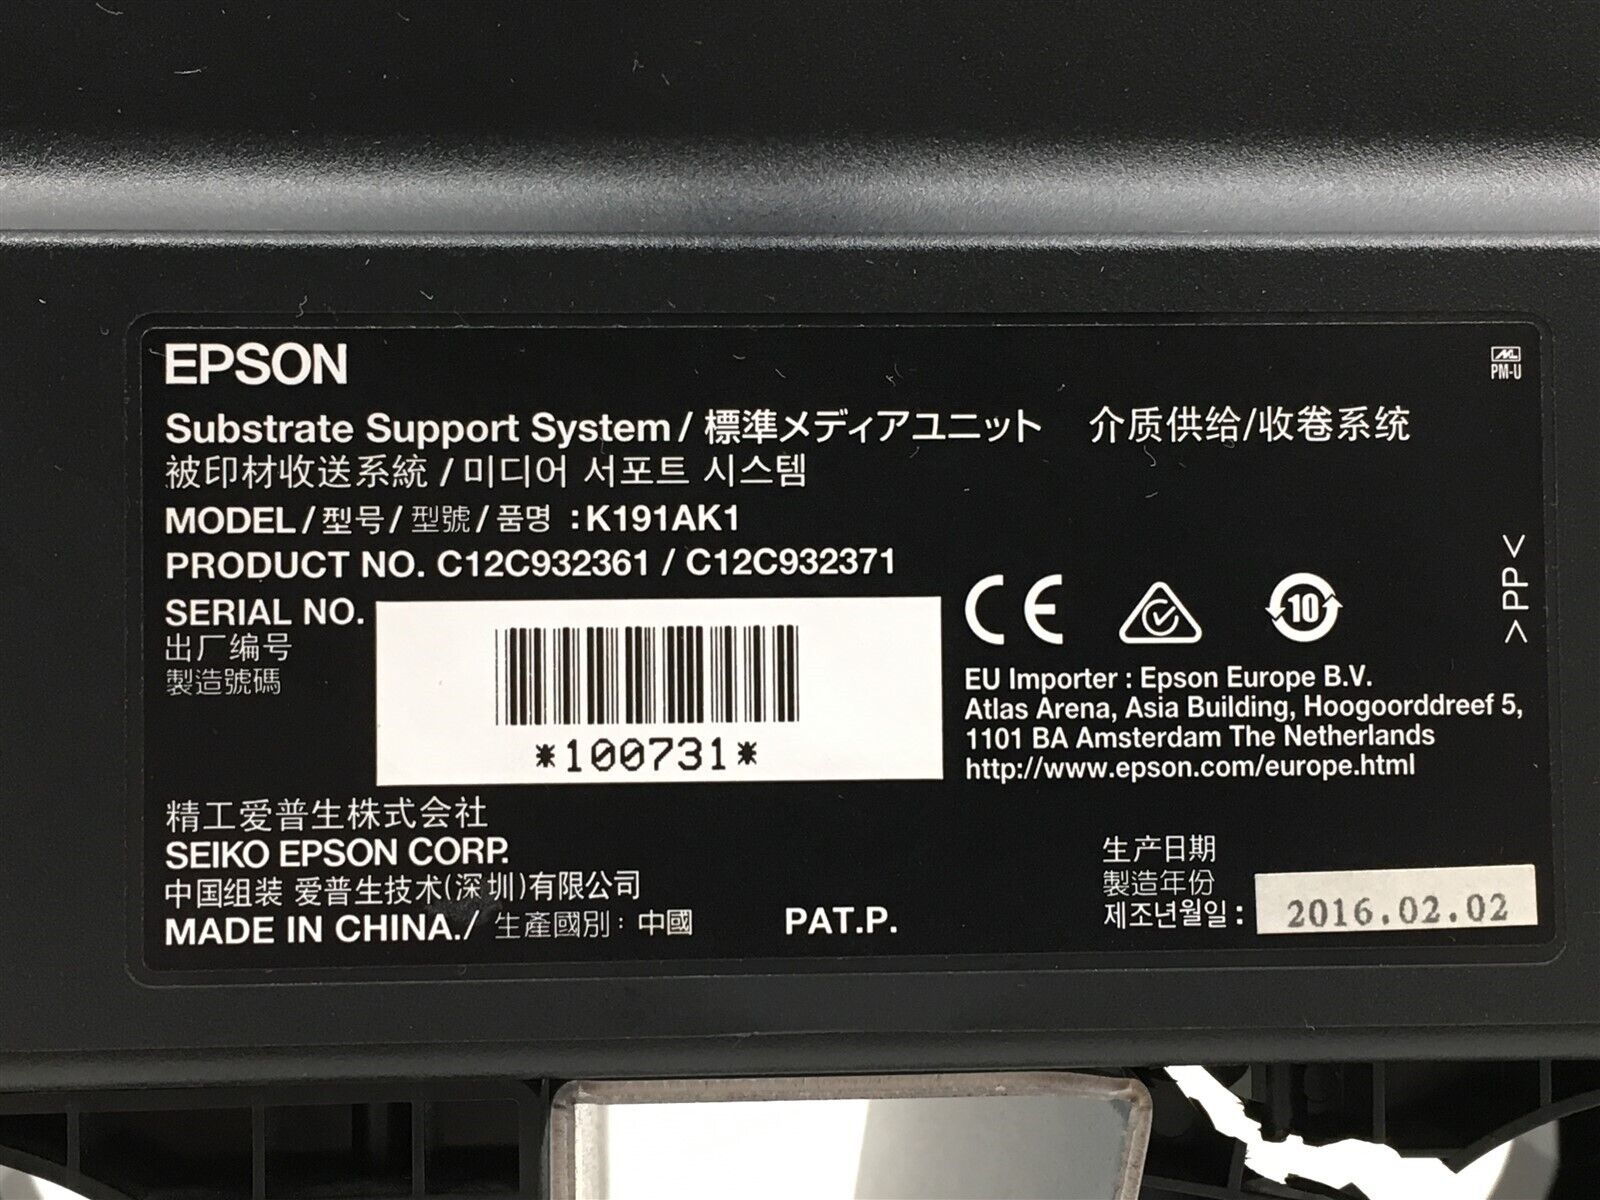 EPSON
PM-U
Substrate Support System / 標準メディアユニット 介质供给/收卷系统
被印材收送系統 / 미디어 서포트 시스템
MODEL / 型号 / 型號 / 품명 : K191AK1
PRODUCT NO. C12C932361 / C12C932371
SERIAL NO.
出厂编号
製造號碼
*100731*
CE
10
>PP<
EU Importer : Epson Europe B.V.
Atlas Arena, Asia Building, Hoogoorddreef 5,
1101 BA Amsterdam The Netherlands
http://www.epson.com/europe.html
精工爱普生株式会社
SEIKO EPSON CORP.
中国组装 爱普生技术(深圳)有限公司
MADE IN CHINA. / 生產國別 : 中國
PAT.P.
生产日期
製造年份
제조년월일 :
2016.02.02